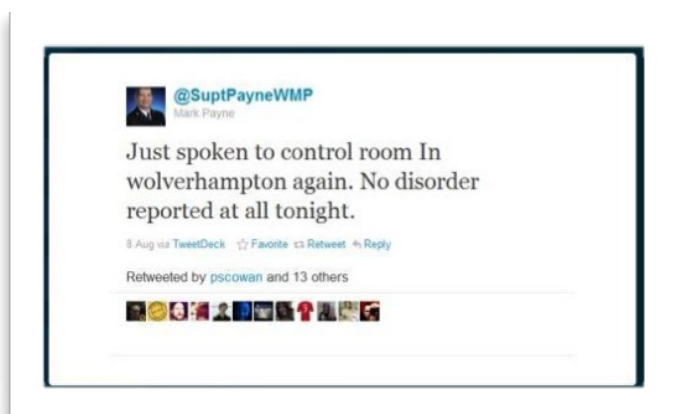 @SuptPayneWMP
Mark Payne
Just spoken to control room In
wolverhampton again. No disorder
reported at all tonight.
8 Aug via TweetDeck Favorite Retweet Reply
Retweeted by pscowan and 13 others